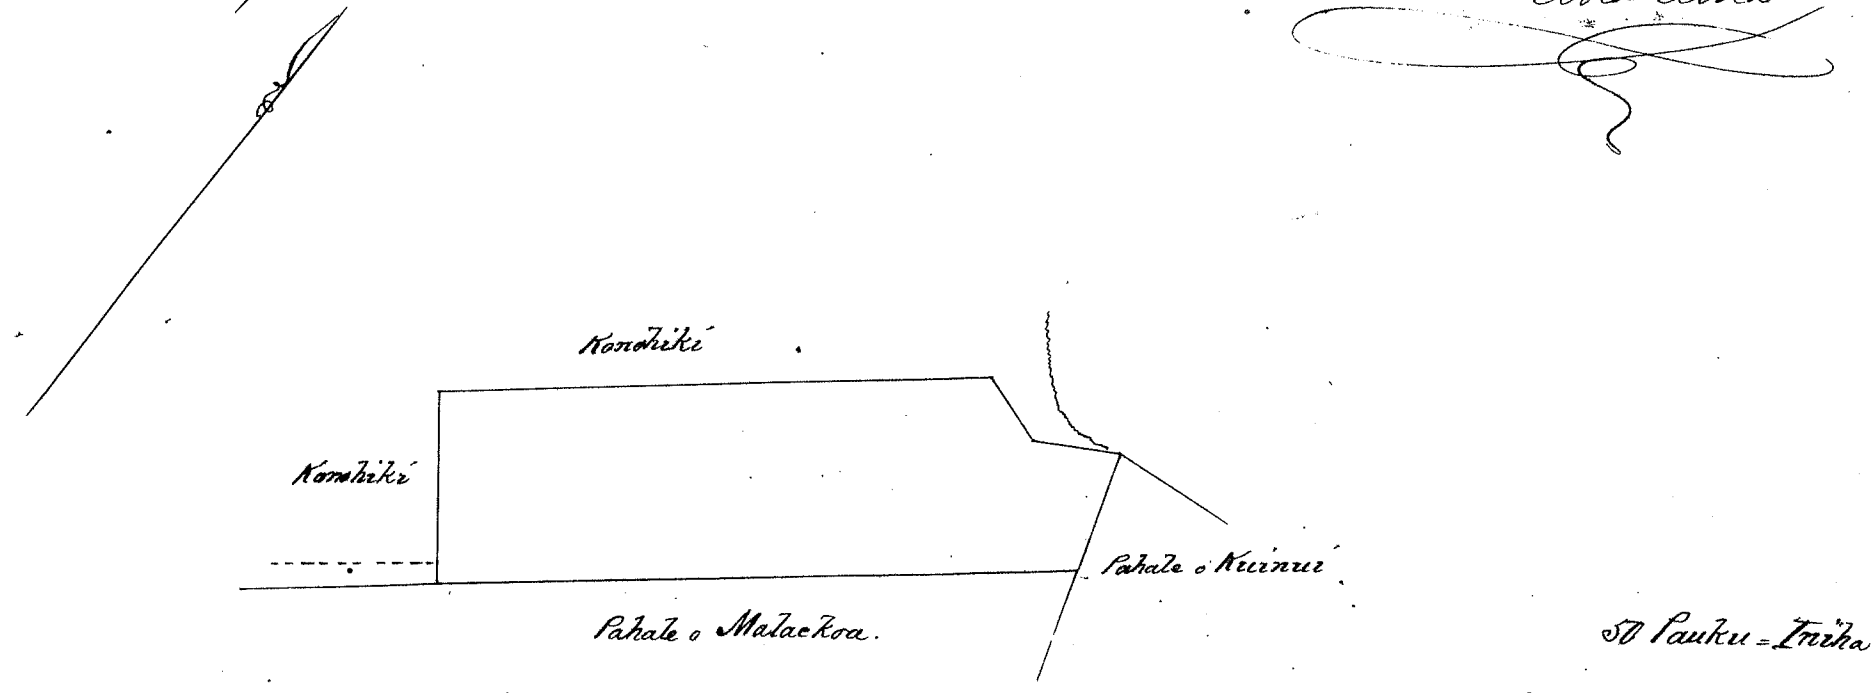 Konohiki
Konohiki
Pahale o Kuinui
Pahale o Malaekoa.
50 Pauku = Iniha